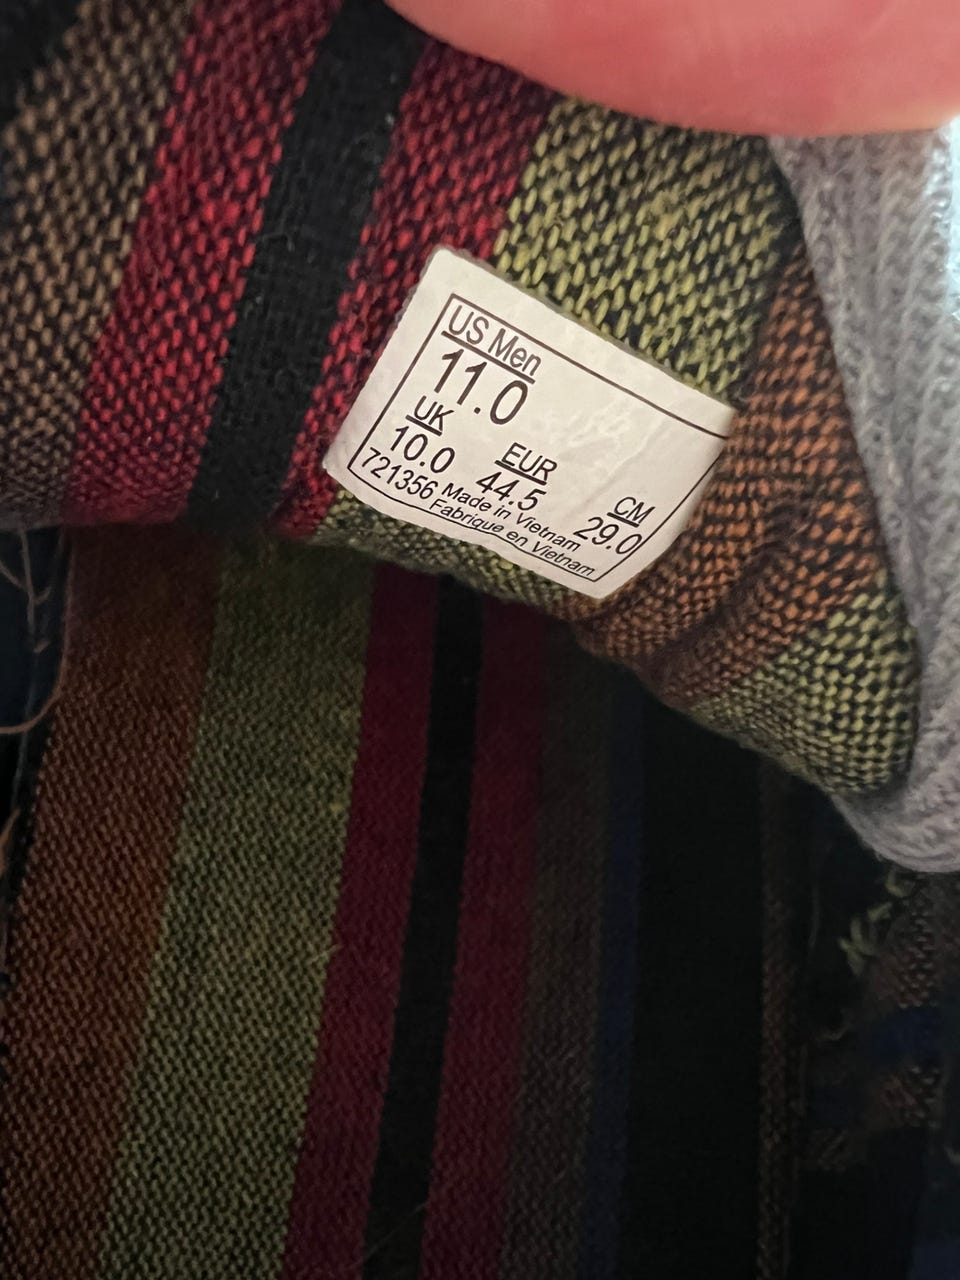 US Men
11.0
UK
10.0
EUR
44.5
CM
29.0
721356
Made in Vietnam
Fabrique en Vietnam